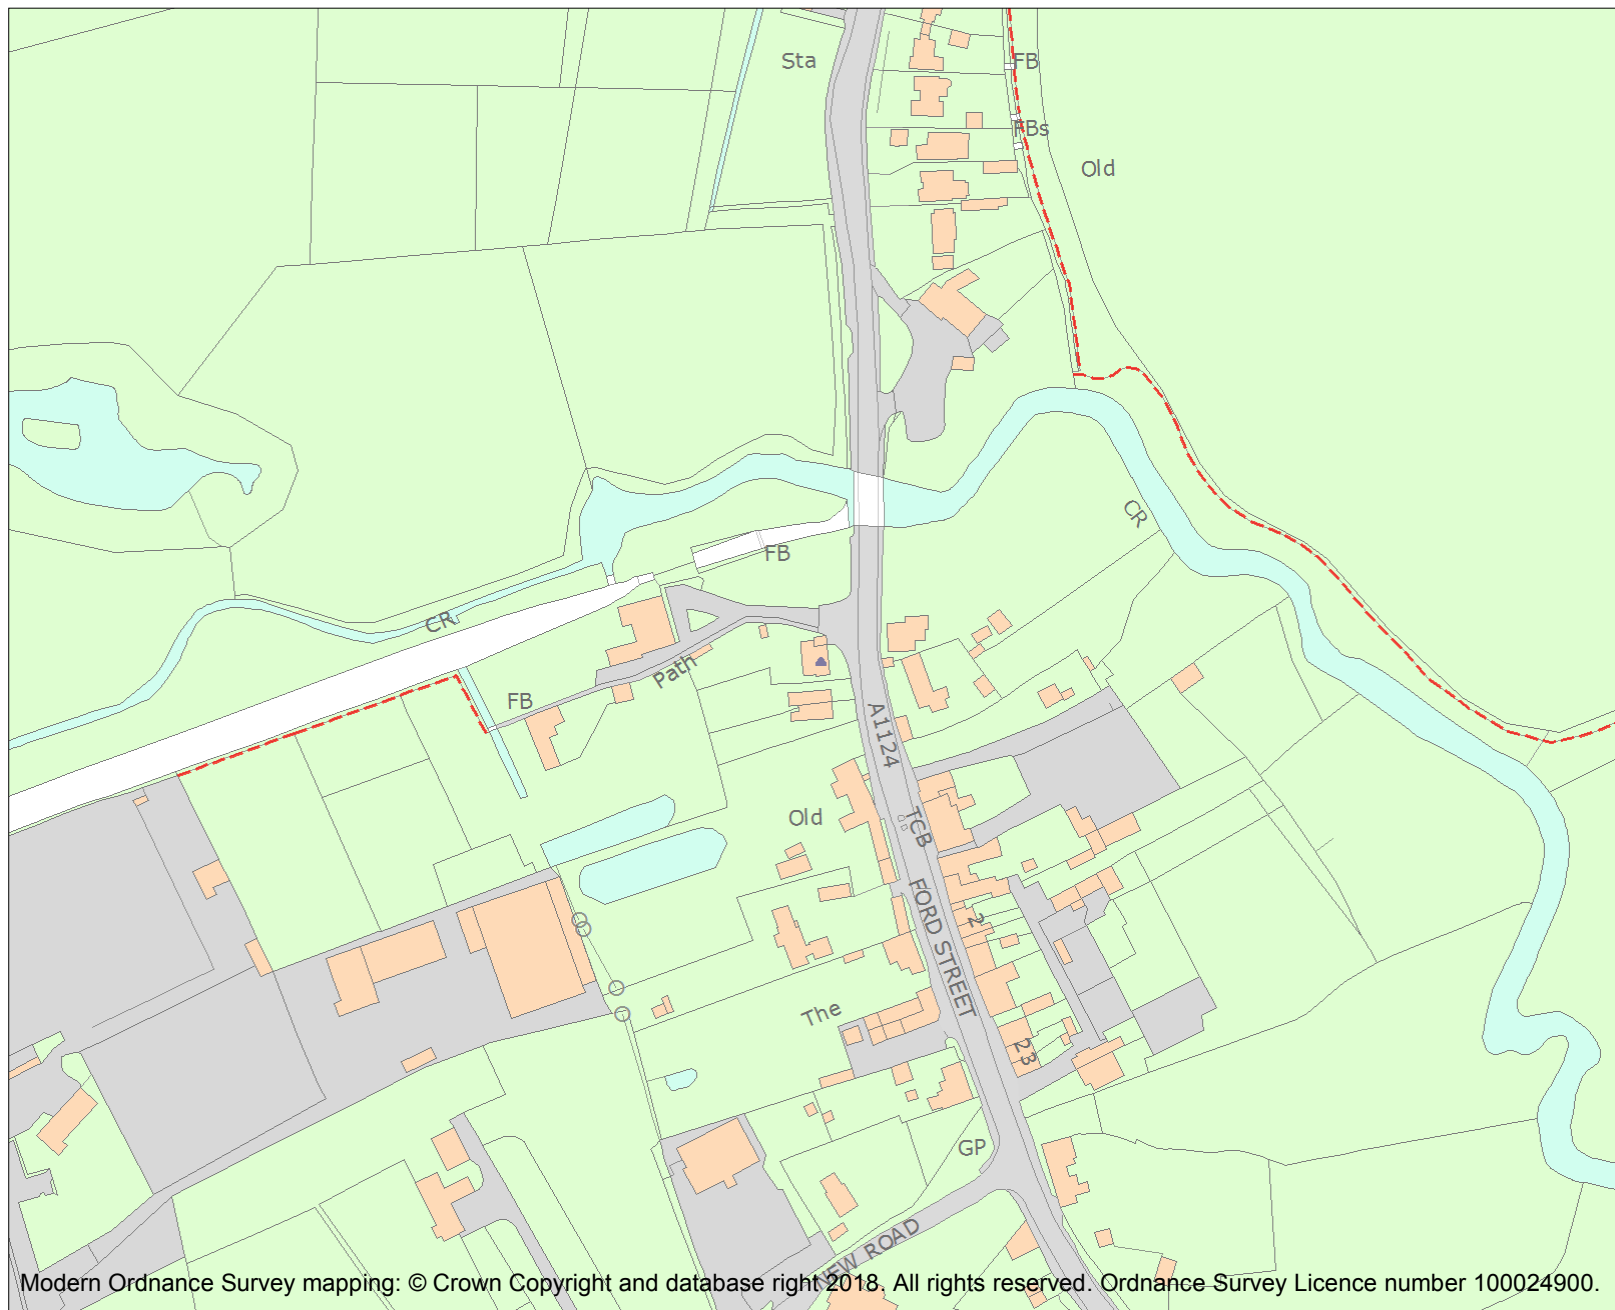 Sta
FB
FBs
Old
CR
FB
CR
Path
FB
A1124
Old
TCB
FORD STREET
2
The
23
GP
NEW ROAD
Modern Ordnance Survey mapping: © Crown Copyright and database right 2018. All rights reserved. Ordnance Survey Licence number 100024900.